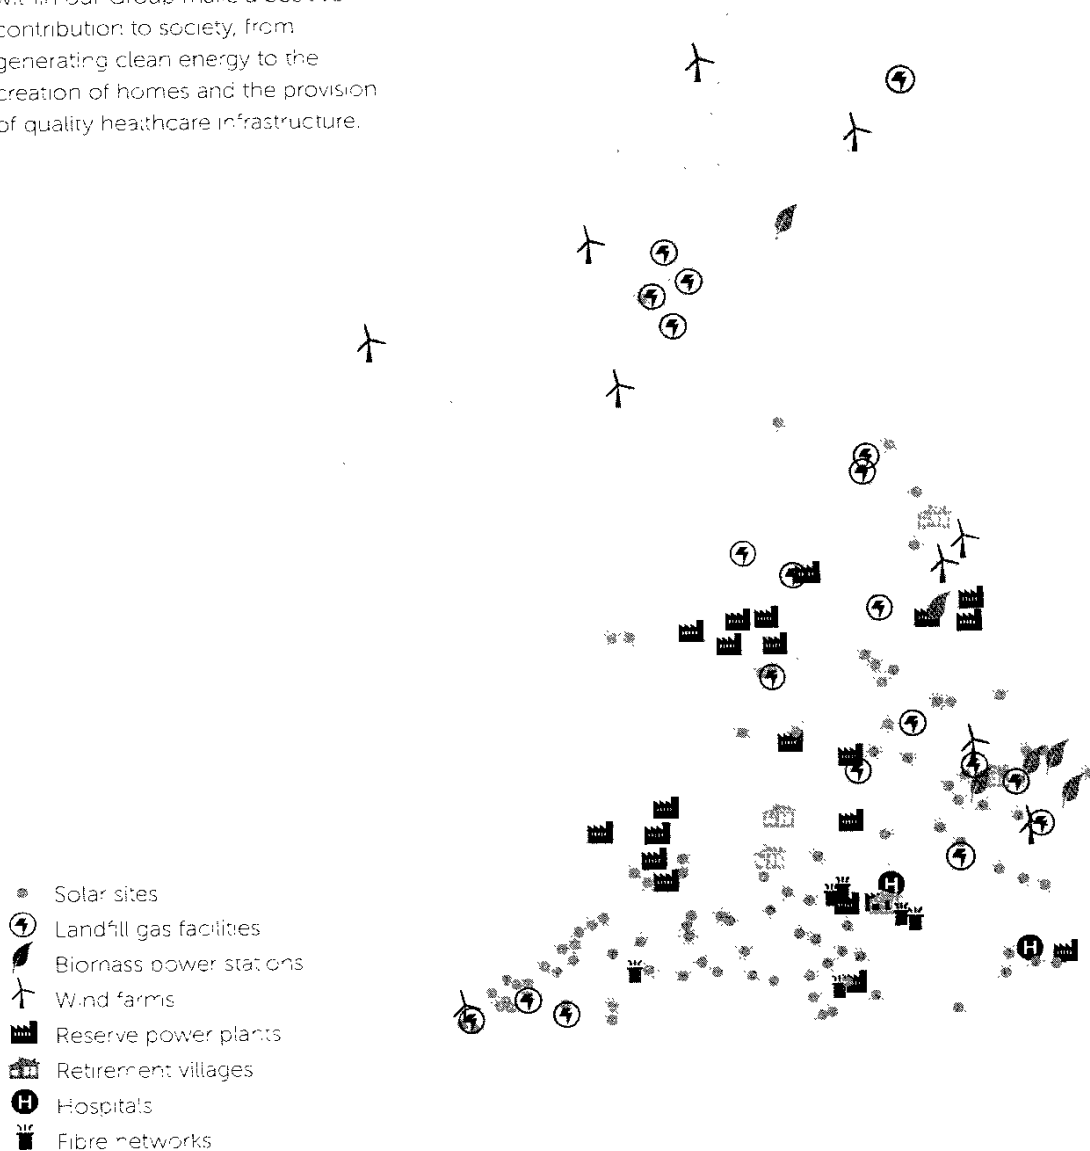 contribution to society, from
generating clean energy to the
creation of homes and the provision
of quality healthcare infrastructure.
Solar sites
Landfill gas facilities
Biomass power stations
Wind farms
Reserve power plants
Retirement villages
Hospitals
Fibre networks